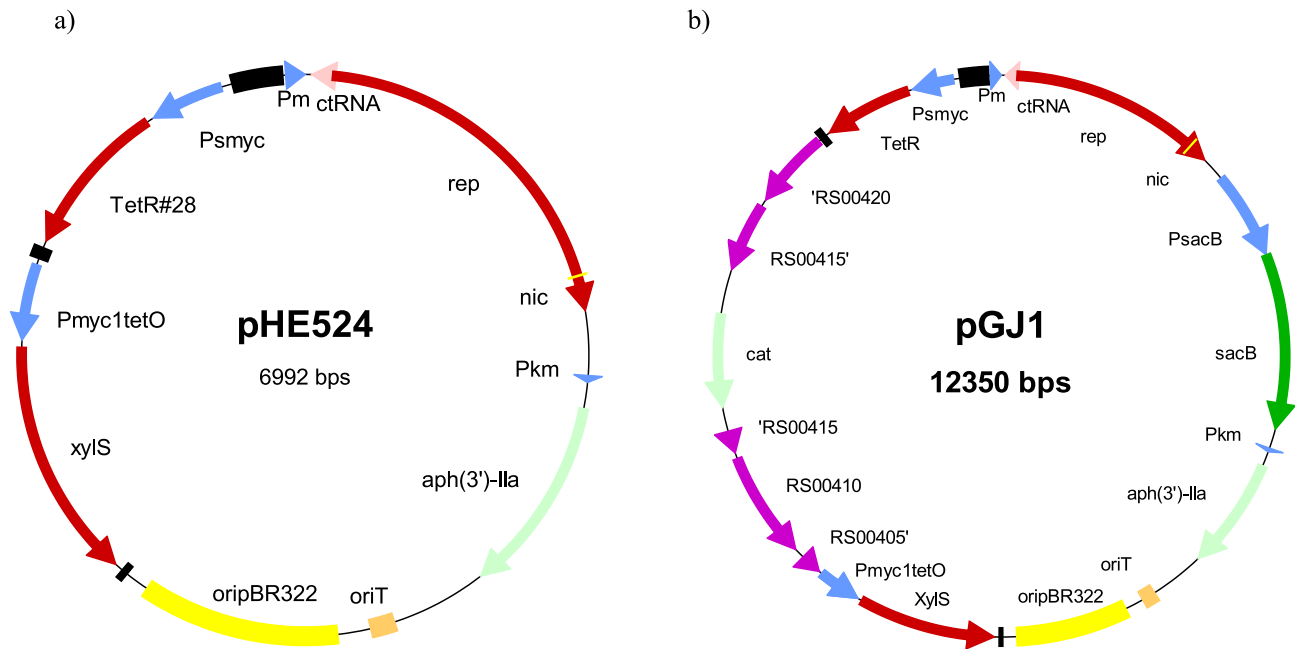 a)
Pm
ctRNA
Psmyc
rep
TetR#28
nic
Pmyc1tetO
pHE524
6992 bps
Pkm
xylS
aph(3')-IIa
oripBR322
oriT
b)
Pm
ctRNA
Psmyc
rep
TetR
nic
'RS00420
PsacB
RS00415'
pGJ1
12350 bps
cat
sacB
'RS00415
Pkm
RS00410
aph(3')-IIa
RS00405'
Pmyc1tetO
oriT
XylS
oripBR322